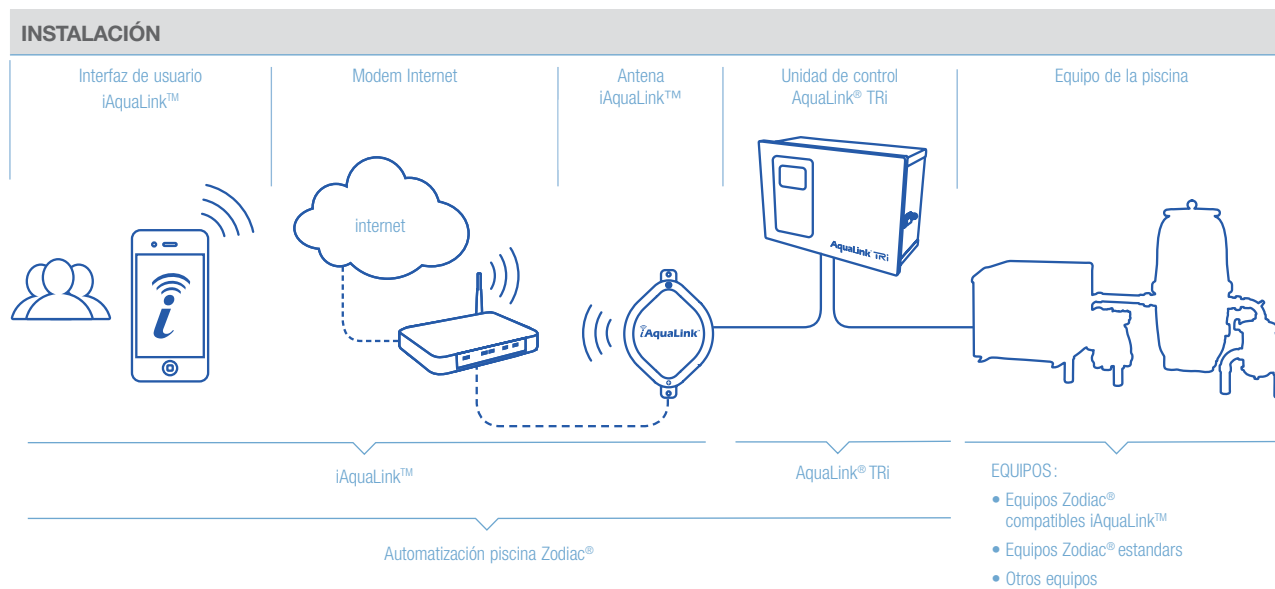 INSTALACIÓN
Interfaz de usuario
iAquaLink™
Modem Internet
Antena
iAquaLink™
Unidad de control
AquaLink® TRi
Equipo de la piscina
internet
AquaLink TRi
iAquaLink
i
iAquaLink™
AquaLink® TRi
Automatización piscina Zodiac®
EQUIPOS:
• Equipos Zodiac®
compatibles iAquaLink™
• Equipos Zodiac® estandars
• Otros equipos